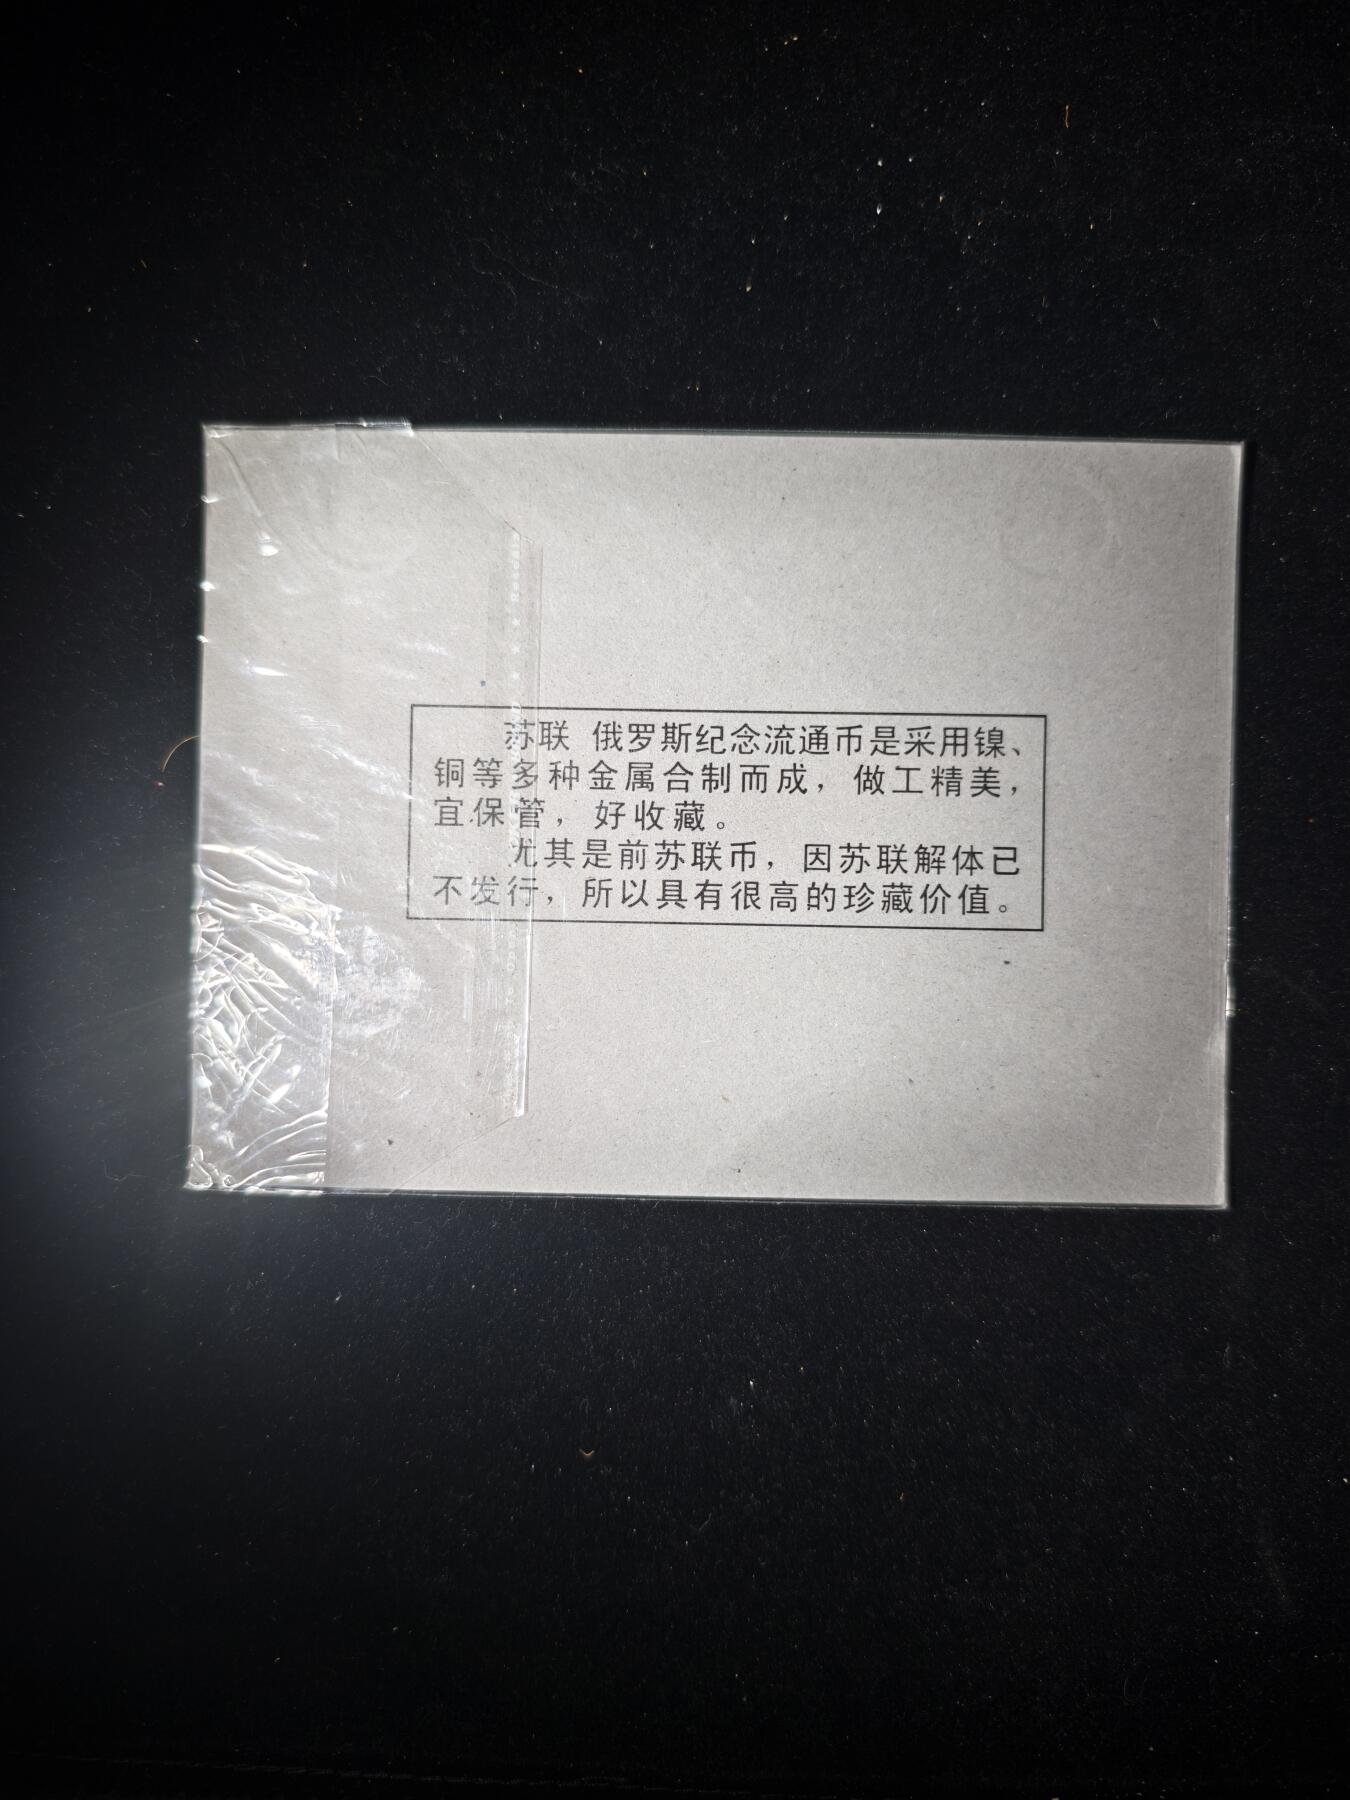 苏联 俄罗斯纪念流通币是采用镍、
铜等多种金属合制而成，做工精美，
宜保管，好收藏。
尤其是前苏联币，因苏联解体已
不发行，所以具有很高的珍藏价值。